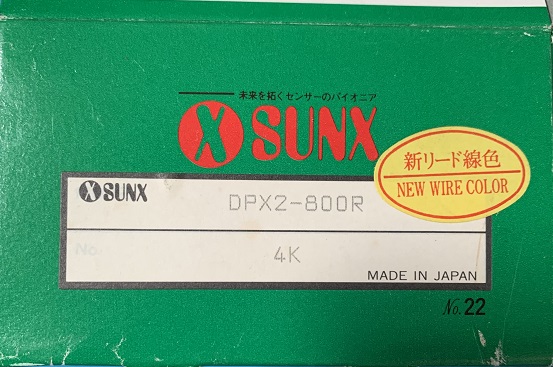 未来を拓くセンサーのパイオニア
X SUNX
新リード線色
NEW WIRE COLOR
X SUNX DPX2-800R
No. 4K
MADE IN JAPAN
No.22